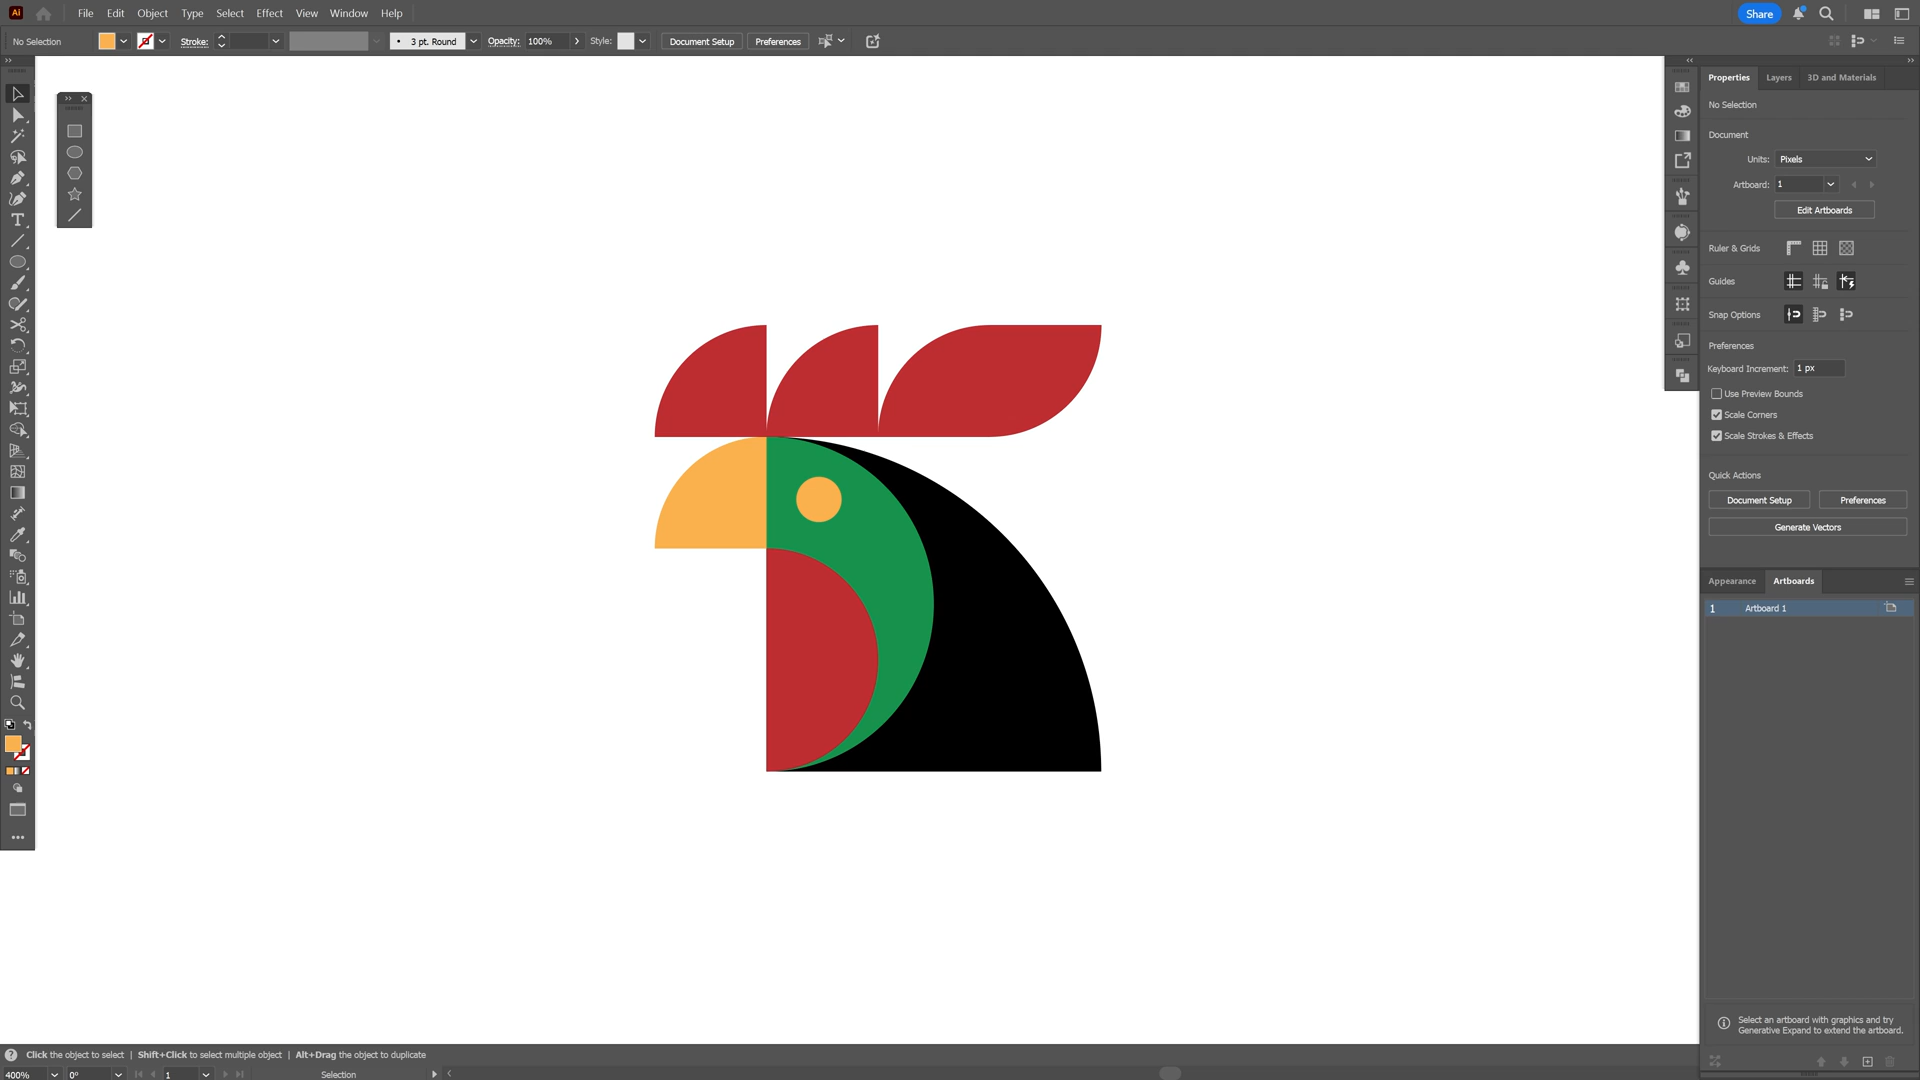 Ai File Edit Object Type Select Effect View Window Help Share
No Selection Stroke: 3 pt. Round Opacity: 100% Style: Document Setup Preferences
Properties Layers 3D and Materials
No Selection
Document
Units: Pixels
Artboard: 1
Edit Artboards
Ruler & Grids
Guides
Snap Options
Preferences
Keyboard Increment: 1 px
Use Preview Bounds
Scale Corners
Scale Strokes & Effects
Quick Actions
Document Setup Preferences
Generate Vectors
Appearance Artboards
1 Artboard 1
Select an artboard with graphics and try
Generative Expand to extend the artboard.
Click the object to select | Shift+Click to select multiple object | Alt+Drag the object to duplicate
400% 0° 1 Selection